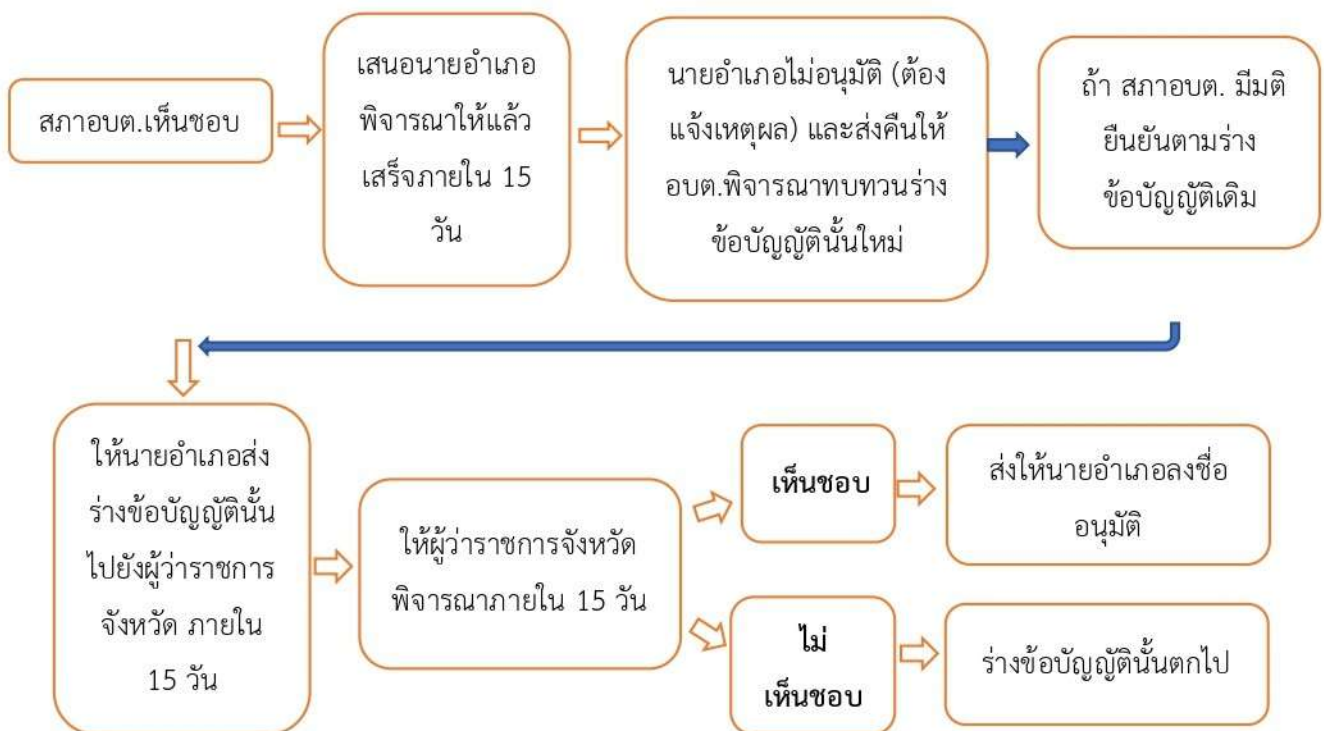 สภาอบต.เห็นชอบ
เสนอนายอำเภอ
พิจารณาให้แล้ว
เสร็จภายใน 15
วัน
นายอำเภอไม่อนุมัติ (ต้อง
แจ้งเหตุผล) และส่งคืนให้
อบต.พิจารณาทบทวนร่าง
ข้อบัญญัตินั้นใหม่
ถ้า สภาอบต. มีมติ
ยืนยันตามร่าง
ข้อบัญญัติเดิม
ให้นายอำเภอส่ง
ร่างข้อบัญญัตินั้น
ไปยังผู้ว่าราชการ
จังหวัด ภายใน
15 วัน
ให้ผู้ว่าราชการจังหวัด
พิจารณาภายใน 15 วัน
เห็นชอบ
ส่งให้นายอำเภอลงชื่อ
อนุมัติ
ไม่
เห็นชอบ
ร่างข้อบัญญัตินั้นตกไป